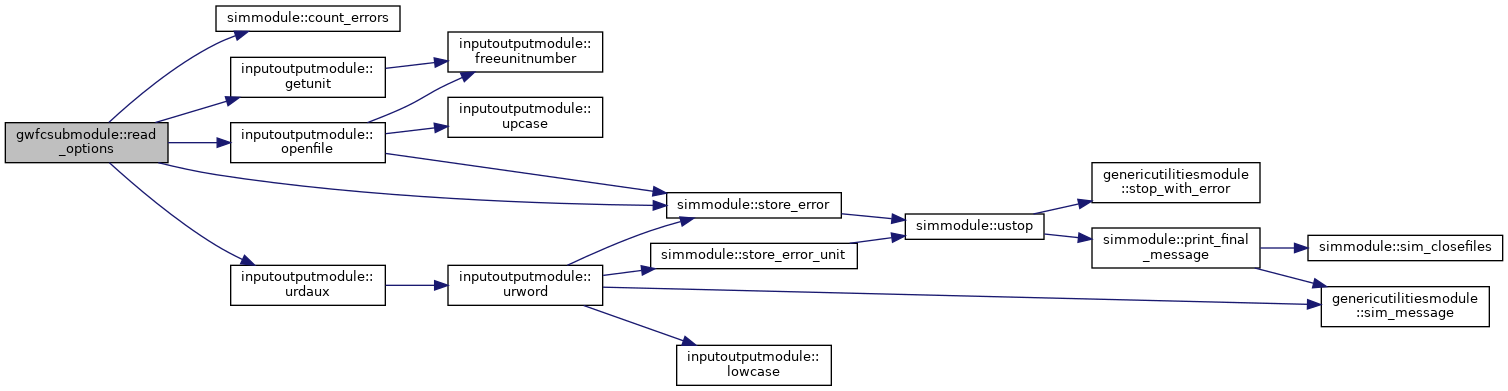 gwfcsubmodule::read
_options
simmodule::count_errors
inputoutputmodule::
getunit
inputoutputmodule::
openfile
inputoutputmodule::
urdaux
inputoutputmodule::
freeunitnumber
inputoutputmodule::
upcase
inputoutputmodule::
urword
simmodule::store_error
simmodule::store_error_unit
inputoutputmodule::
lowcase
simmodule::ustop
genericutilitiesmodule
::stop_with_error
simmodule::print_final
_message
simmodule::sim_closefiles
genericutilitiesmodule
::sim_message